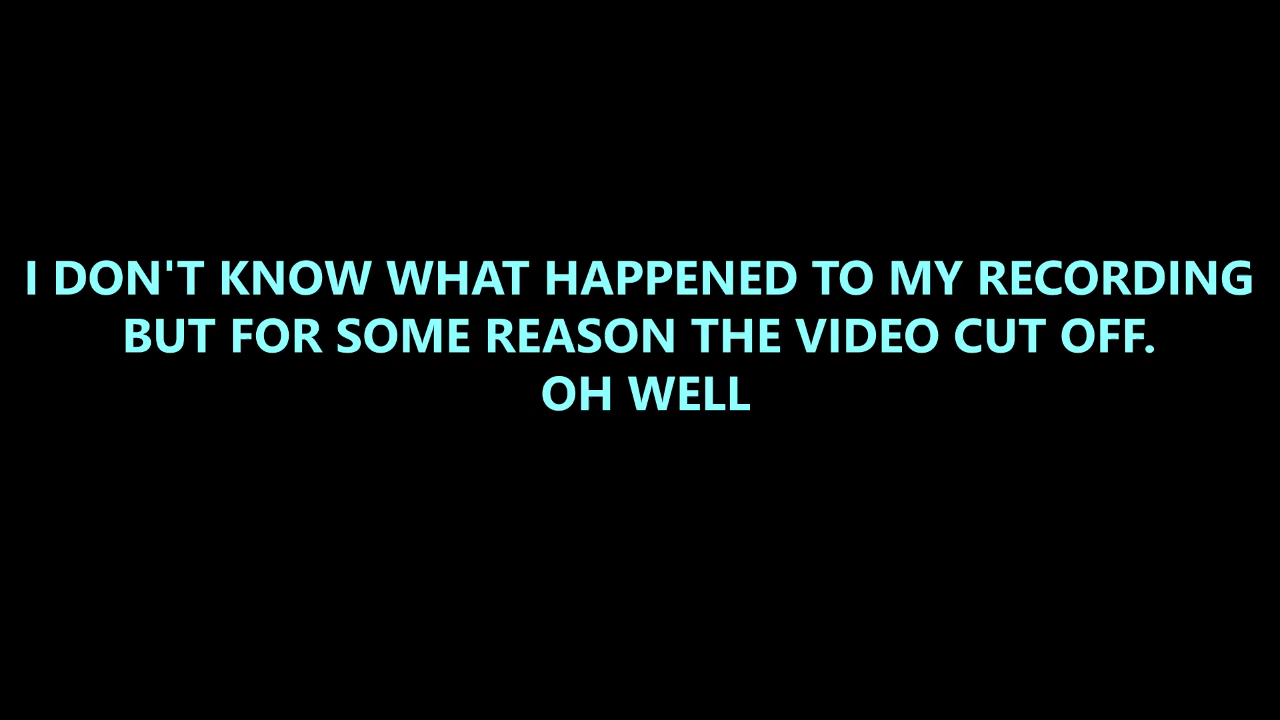 I DON'T KNOW WHAT HAPPENED TO MY RECORDING
BUT FOR SOME REASON THE VIDEO CUT OFF.
OH WELL